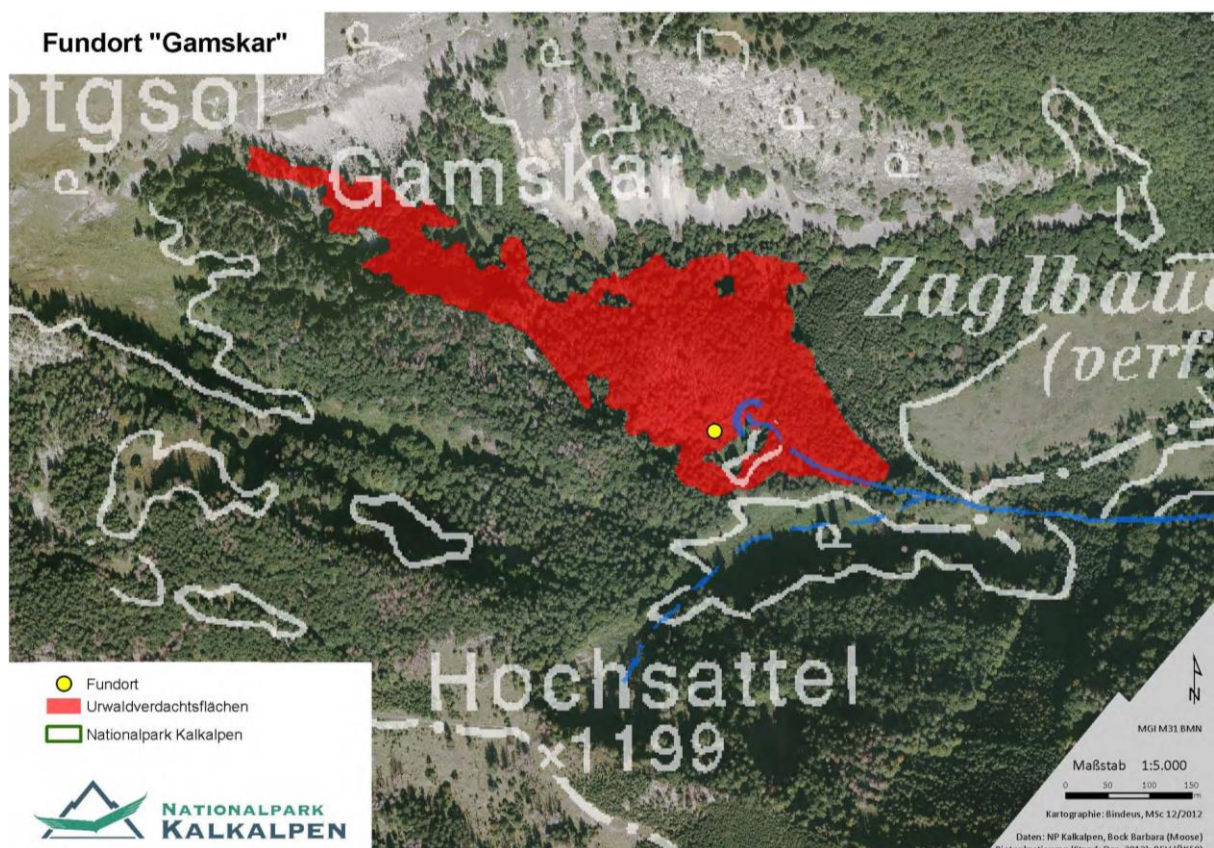 Fundort "Gamskar"
otgsol
P
P
P
Gamskar
P
P
Zaglbau
(verf.
P
Hochsattel
×1199
Fundort
Urwaldverdachtsflächen
Nationalpark Kalkalpen
NATIONALPARK
KALKALPEN
N
MGI M31 BMN
Maßstab 1:5.000
0 50 100 150
m
Kartographie: Bindeus, MSc 12/2012
Daten: NP Kalkalpen, Bock Barbara (Moose)